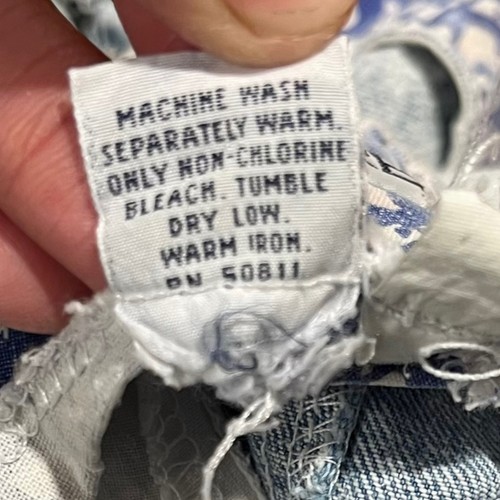 MACHINE WASH
SEPARATELY WARM.
ONLY NON-CHLORINE
BLEACH. TUMBLE
DRY LOW.
WARM IRON.
RN 50811